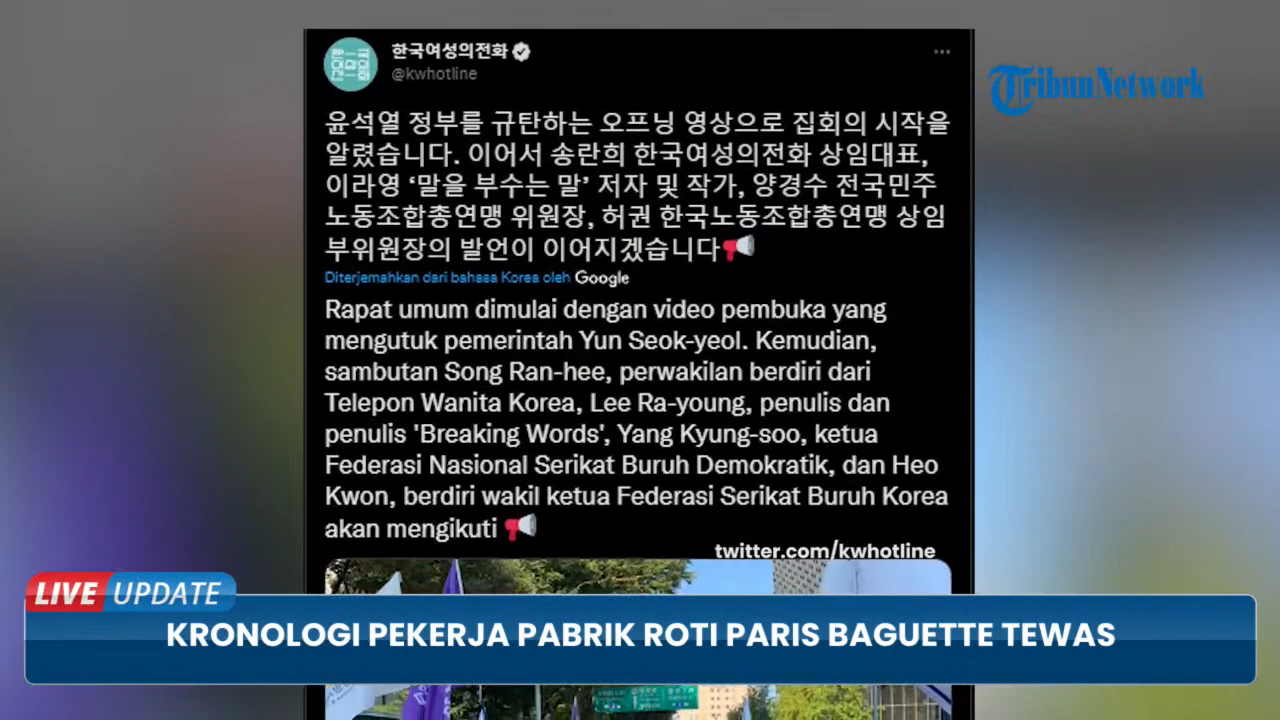 한국여성의전화
@kwhotline
TribunNetwork
윤석열 정부를 규탄하는 오프닝 영상으로 집회의 시작을
알렸습니다. 이어서 송란희 한국여성의전화 상임대표,
이라영 ‘말을 부수는 말’ 저자 및 작가, 양경수 전국민주
노동조합총연맹 위원장, 허권 한국노동조합총연맹 상임
부위원장의 발언이 이어지겠습니다📢
Diterjemahkan dari bahasa Korea oleh Google
Rapat umum dimulai dengan video pembuka yang
mengutuk pemerintah Yun Seok-yeol. Kemudian,
sambutan Song Ran-hee, perwakilan berdiri dari
Telepon Wanita Korea, Lee Ra-young, penulis dan
penulis 'Breaking Words', Yang Kyung-soo, ketua
Federasi Nasional Serikat Buruh Demokratik, dan Heo
Kwon, berdiri wakil ketua Federasi Serikat Buruh Korea
akan mengikuti 📢
twitter.com/kwhotline
LIVE UPDATE
KRONOLOGI PEKERJA PABRIK ROTI PARIS BAGUETTE TEWAS